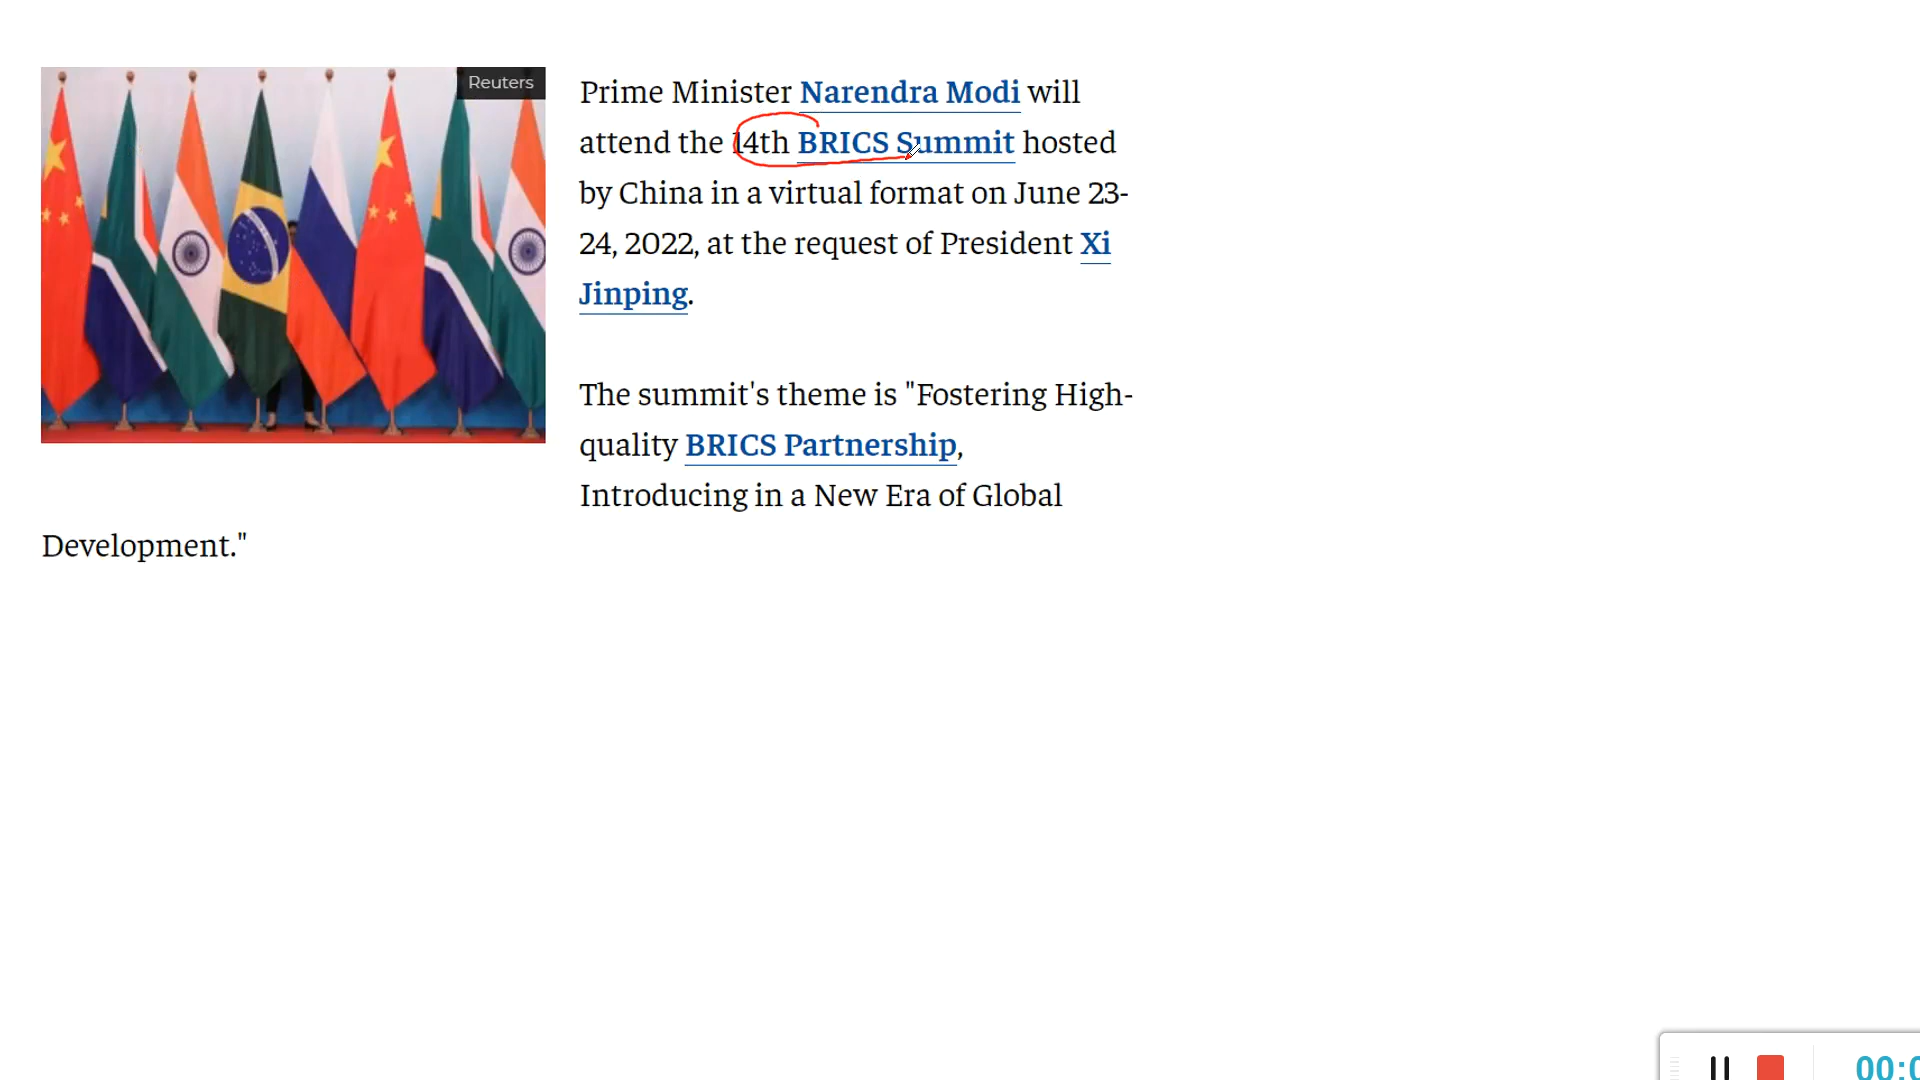 Reuters
Prime Minister Narendra Modi will
attend the 14th BRICS Summit hosted
by China in a virtual format on June 23-
24, 2022, at the request of President Xi
Jinping.
The summit's theme is "Fostering High-
quality BRICS Partnership,
Introducing in a New Era of Global
Development."